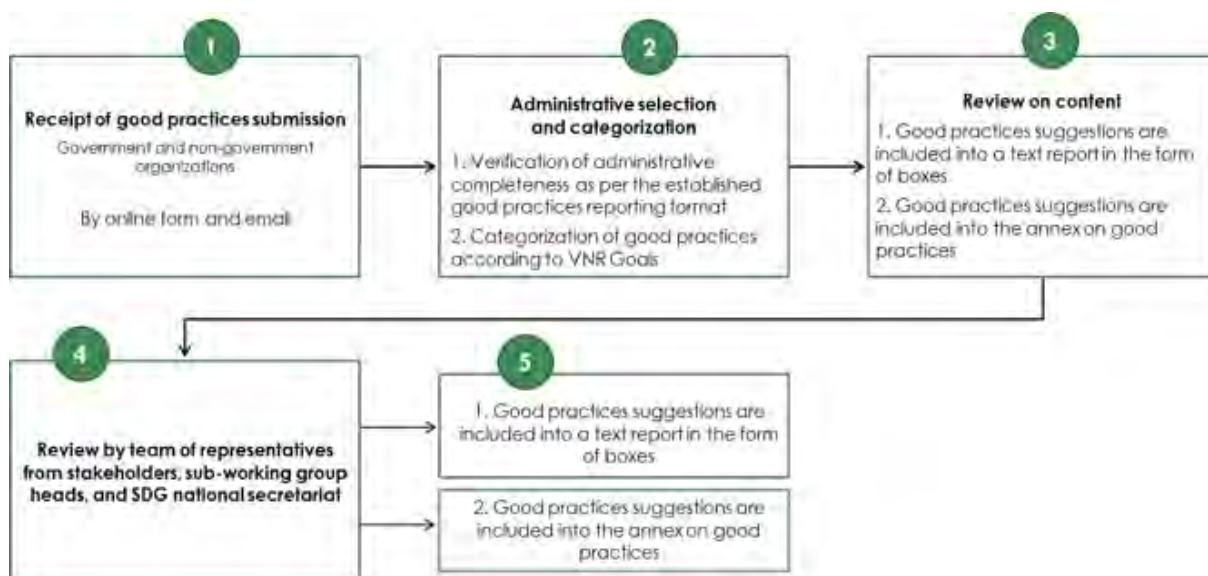 1
Receipt of good practices submission
Government and non-government
organizations
By online form and email
2
Administrative selection
and categorization
1. Verification of administrative
completeness as per the established
good practices reporting format
2. Categorization of good practices
according to VNR Goals
3
Review on content
1. Good practices suggestions are
included into a text report in the form
of boxes
2. Good practices suggestions are
included into the annex on good
practices
4
Review by team of representatives
from stakeholders, sub-working group
heads, and SDG national secretariat
5
1. Good practices suggestions are
included into a text report in the form
of boxes
2. Good practices suggestions are
included into the annex on good
practices